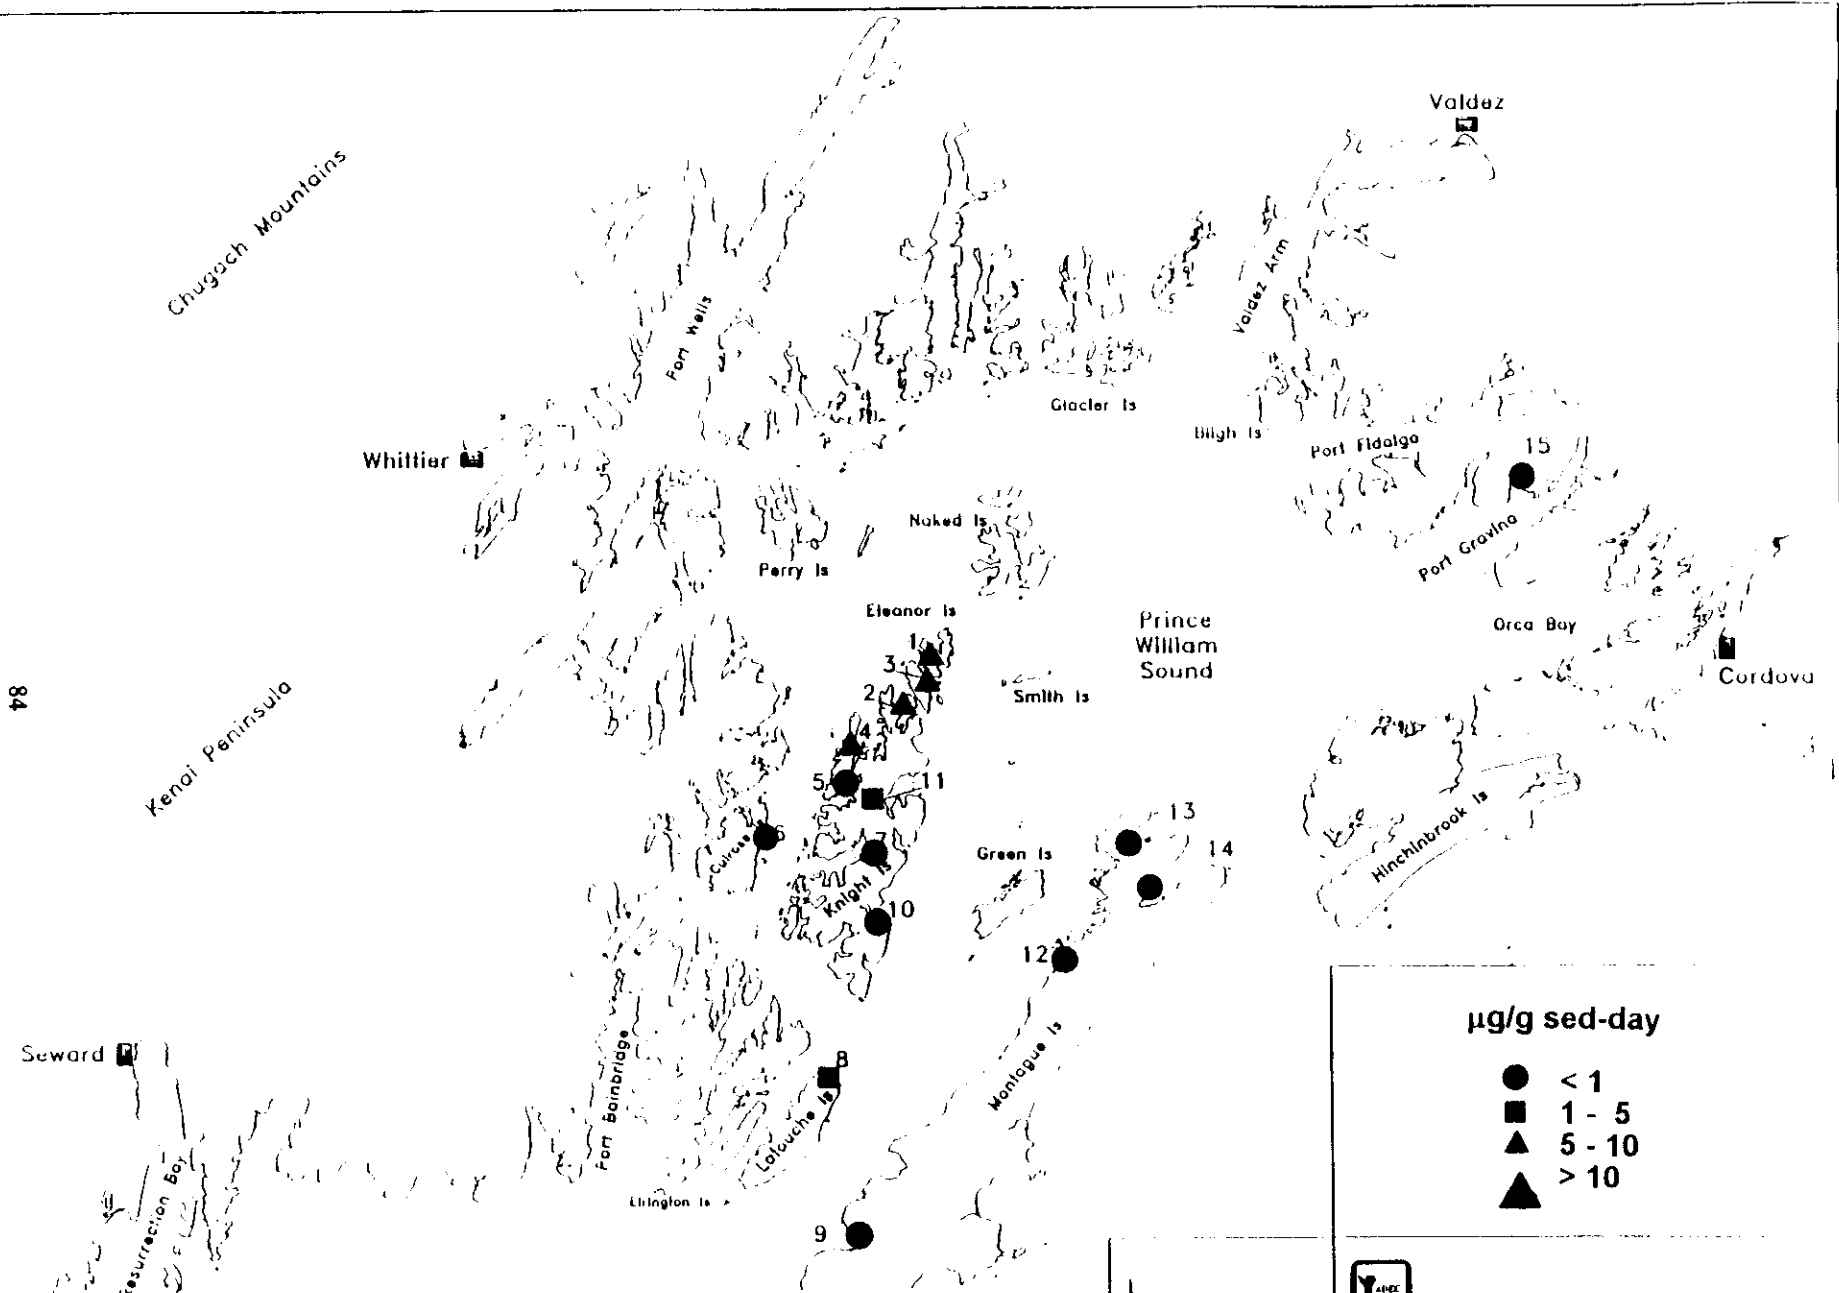 Valdez
Chugach Mountains
Port Wells
Valdez Arm
Glacier Is
Bligh Is
Port Fidalgo
15
Whittier
Naked Is
Perry Is
Port Gravina
Eleanor Is
Prince
William
Sound
Orca Bay
Cordova
1
3
2
Smith Is
84
Kenai Peninsula
4
5
11
6
Culross
7
Knight Is
10
Green Is
13
14
Hinchinbrook Is
12
Montague Is
Seward
Port Bainbridge
8
Latouche Is
Elrington Is
9
Resurrection Bay
µg/g sed-day
< 1
1 - 5
5 - 10
> 10